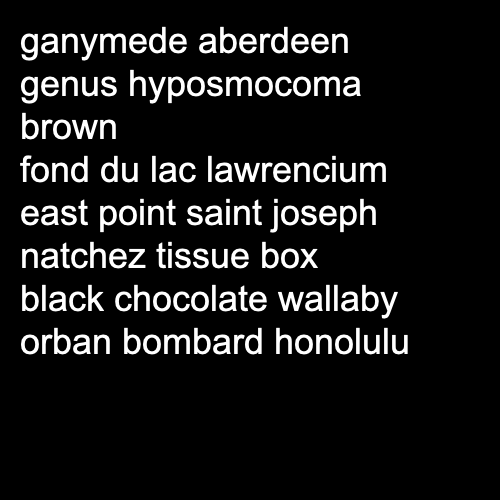 ganymede aberdeen
genus hyposmocoma
brown
fond du lac lawrencium
east point saint joseph
natchez tissue box
black chocolate wallaby
orban bombard honolulu